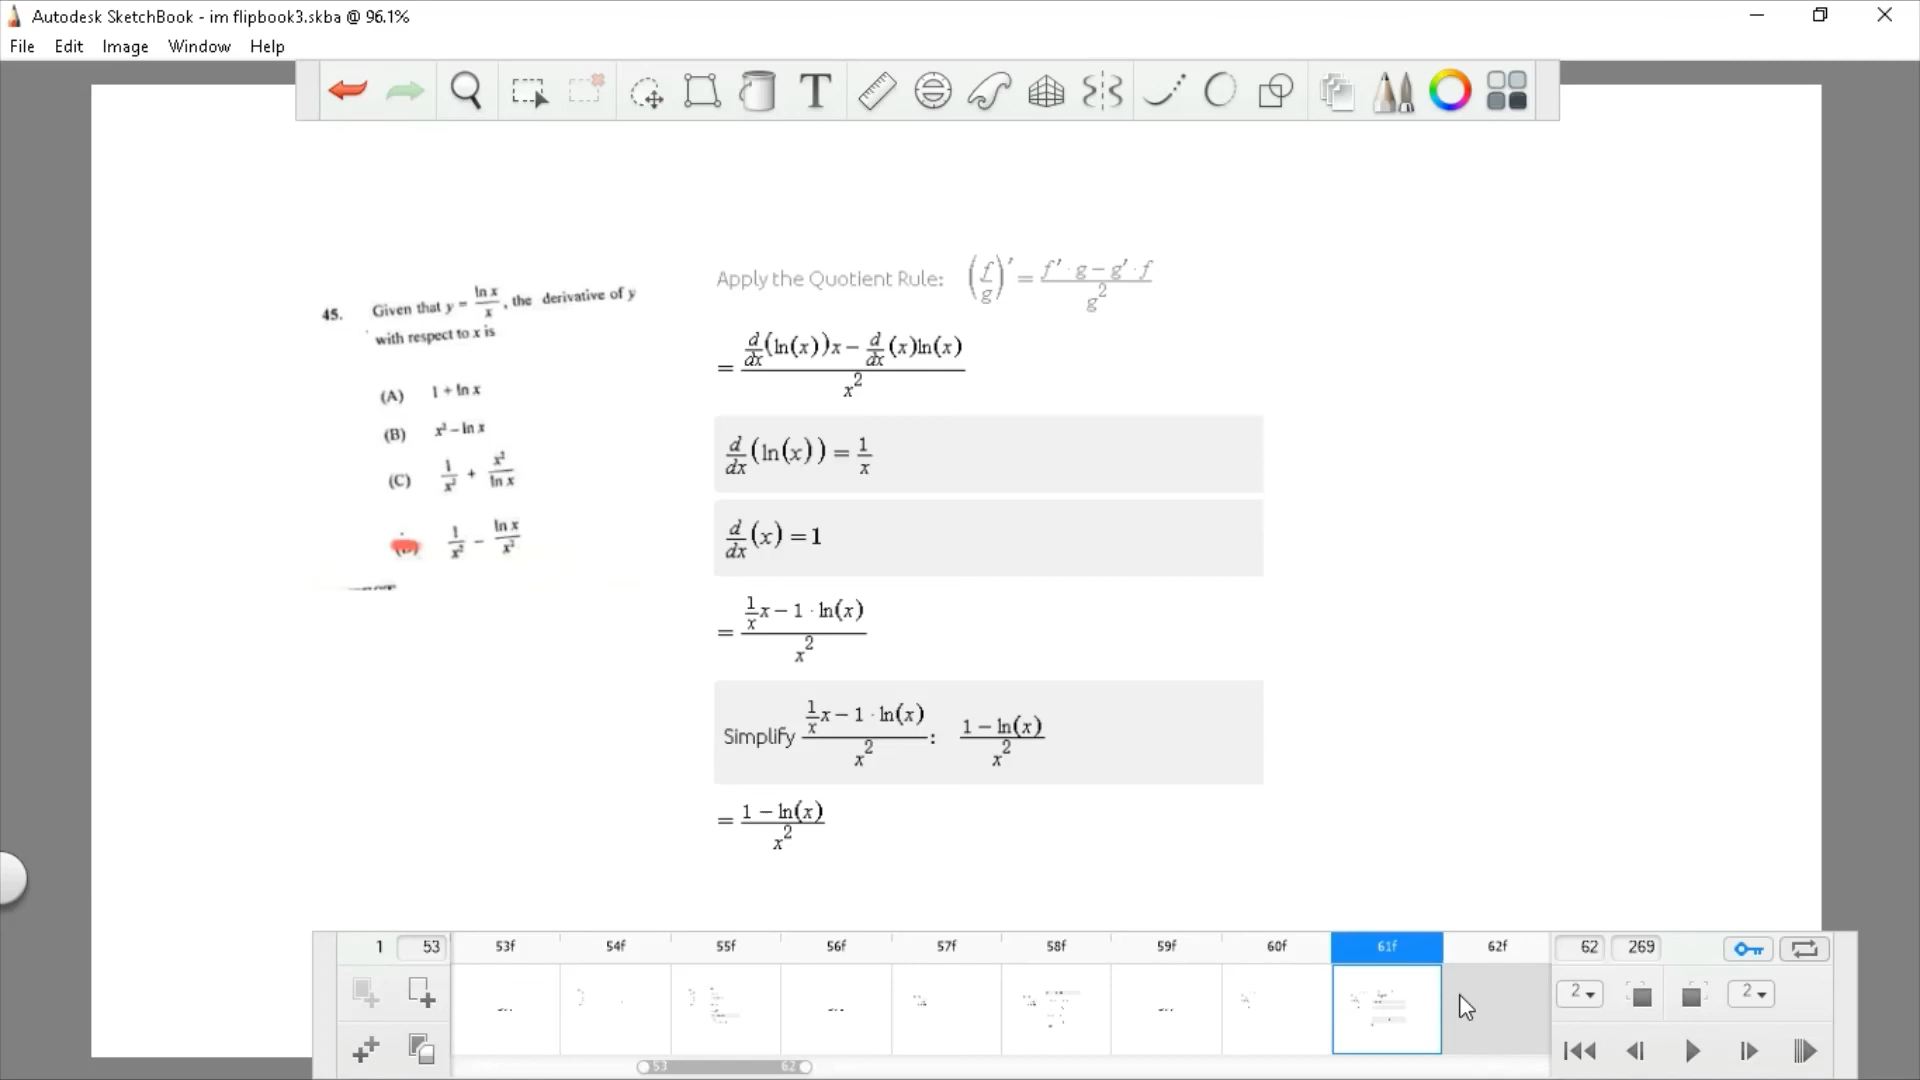 Autodesk SketchBook - im flipbook3.skba @ 96.1%
File Edit Image Window Help
T
45. Given that y = ln x / x, the derivative of y
with respect to x is
(A) 1 + ln x
(B) x² – ln x
(C) 1/x² + x²/ln x
1/x² – ln x/x²
Apply the Quotient Rule: (f/g)′ = (f′ · g − g′ · f)/g²
= (d/dx(ln(x))x − d/dx(x)ln(x))/x²
d/dx(ln(x)) = 1/x
d/dx(x) = 1
= (1/x x − 1 · ln(x))/x²
Simplify (1/x x − 1 · ln(x))/x² : (1 − ln(x))/x²
= (1 − ln(x))/x²
1 53 53f 54f 55f 56f 57f 58f 59f 60f 61f 62f 62 269
2 2
53 62